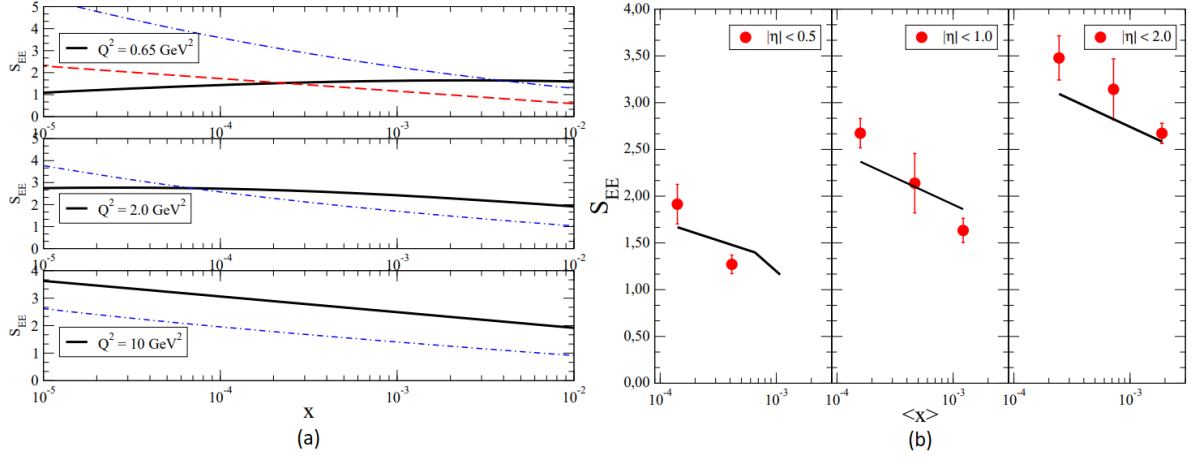 5
4
3
2
1
0
S_EE
Q² = 0.65 GeV²
10⁻⁵ 10⁻⁴ 10⁻³ 10⁻²
5
4
3
2
1
0
S_EE
Q² = 2.0 GeV²
10⁻⁵ 10⁻⁴ 10⁻³ 10⁻²
4
3
2
1
0
S_EE
Q² = 10 GeV²
10⁻⁵ 10⁻⁴ 10⁻³ 10⁻²
x
(a)
4,00
3,50
3,00
2,50
2,00
1,50
1,00
0,50
0,00
S_EE
|η| < 0.5
|η| < 1.0
|η| < 2.0
10⁻⁴ 10⁻³ 10⁻⁴ 10⁻³ 10⁻⁴ 10⁻³
<x>
(b)